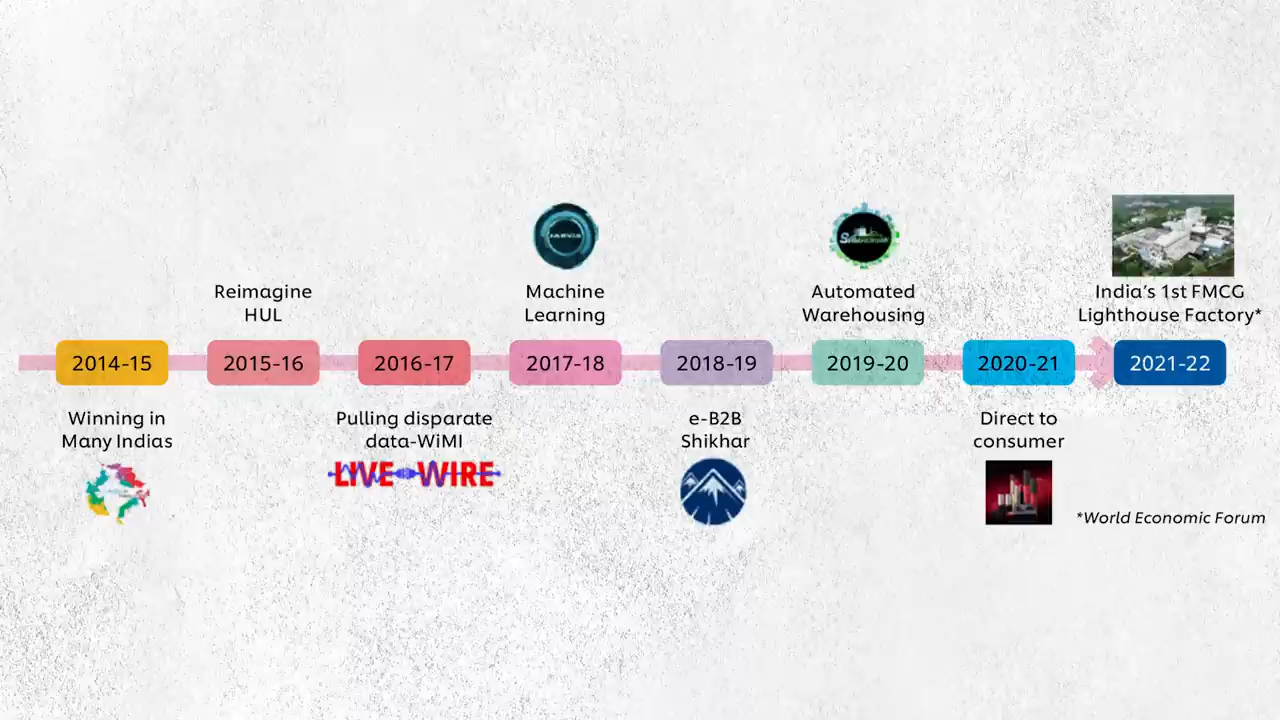 Reimagine
HUL
Machine
Learning
Automated
Warehousing
India's 1st FMCG
Lighthouse Factory*
2014-15
2015-16
2016-17
2017-18
2018-19
2019-20
2020-21
2021-22
Winning in
Many Indias
Pulling disparate
data-WiMI
LIVE WIRE
e-B2B
Shikhar
Direct to
consumer
*World Economic Forum